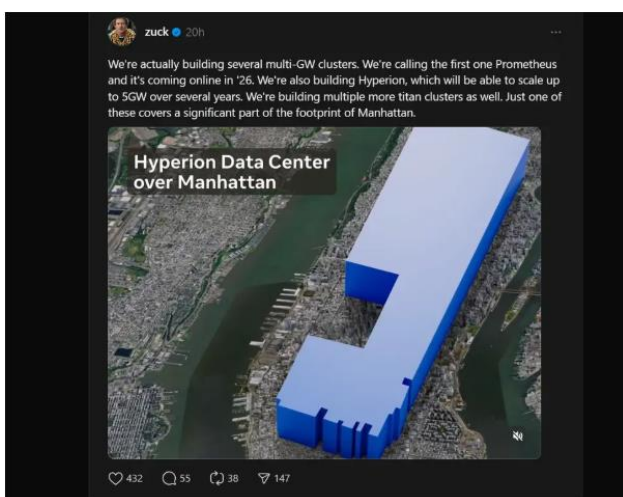 zuck 20h
We're actually building several multi-GW clusters. We're calling the first one Prometheus
and it's coming online in '26. We're also building Hyperion, which will be able to scale up
to 5GW over several years. We're building multiple more titan clusters as well. Just one of
these covers a significant part of the footprint of Manhattan.
Hyperion Data Center
over Manhattan
432 55 38 147